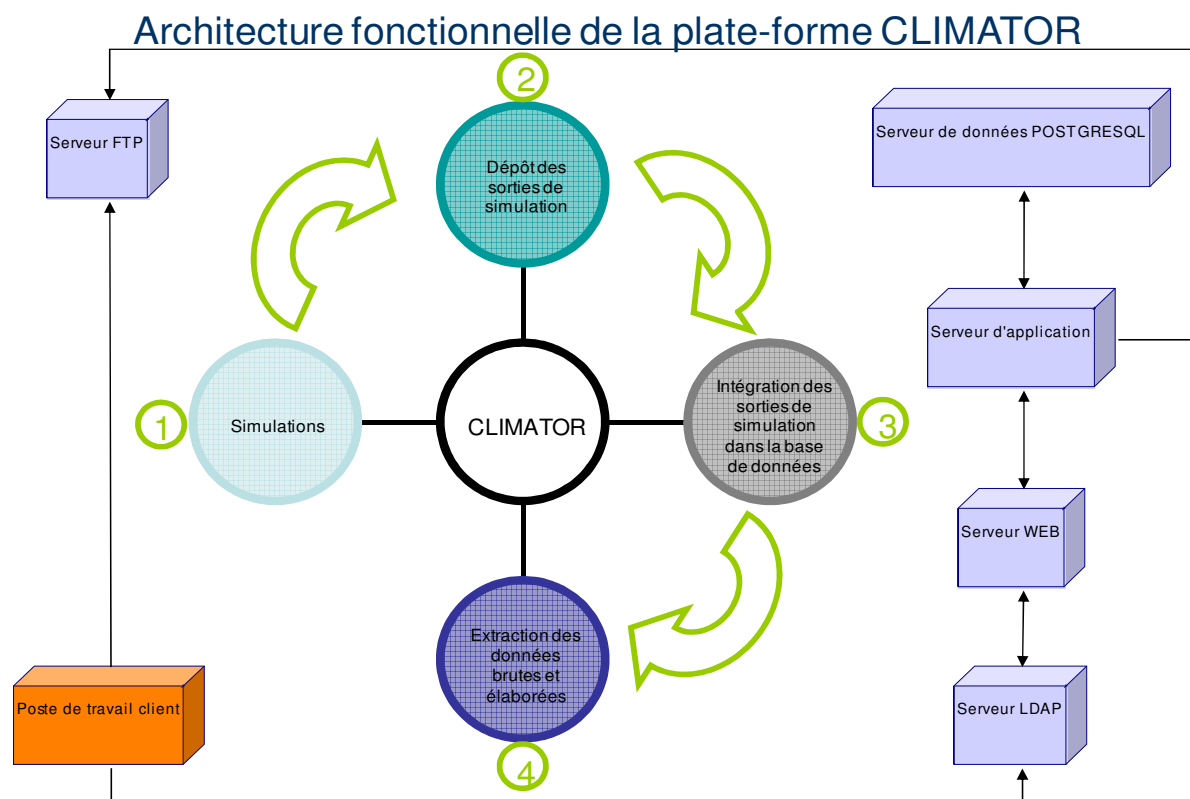 Architecture fonctionnelle de la plate-forme CLIMATOR
2
Serveur FTP
Dépôt des
sorties de
simulation
Serveur de données POSTGRESQL
Serveur d'application
1
Simulations
CLIMATOR
Intégration des
sorties de
simulation
dans la base
de données
3
Serveur WEB
Extraction des
données
brutes et
élaborées
Poste de travail client
Serveur LDAP
4